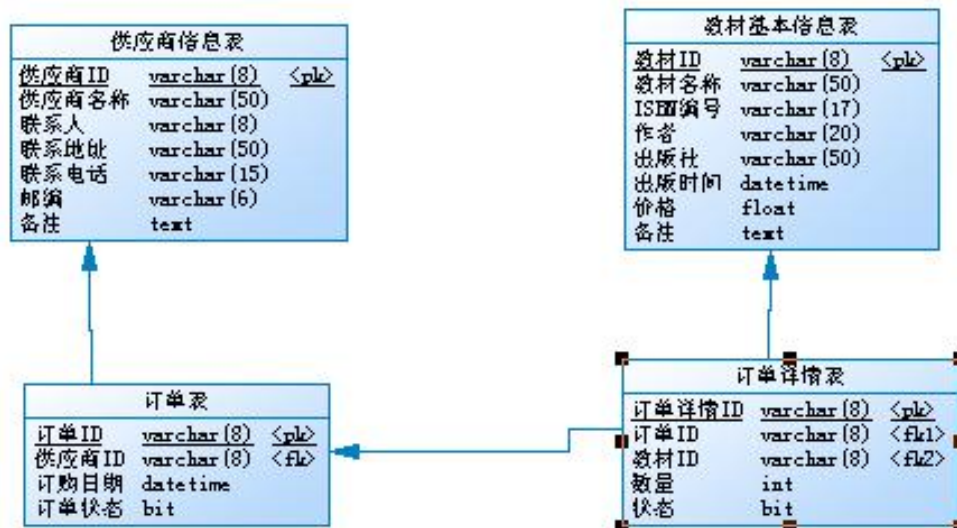 供应商信息表
供应商ID varchar(8) <pk>
供应商名称 varchar(50)
联系人 varchar(8)
联系地址 varchar(50)
联系电话 varchar(15)
邮编 varchar(6)
备注 text
教材基本信息表
教材ID varchar(8) <pk>
教材名称 varchar(50)
ISBN编号 varchar(17)
作者 varchar(20)
出版社 varchar(50)
出版时间 datetime
价格 float
备注 text
订单表
订单ID varchar(8) <pk>
供应商ID varchar(8) <fk>
订购日期 datetime
订单状态 bit
订单详情表
订单详情ID varchar(8) <pk>
订单ID varchar(8) <fk1>
教材ID varchar(8) <fk2>
数量 int
状态 bit